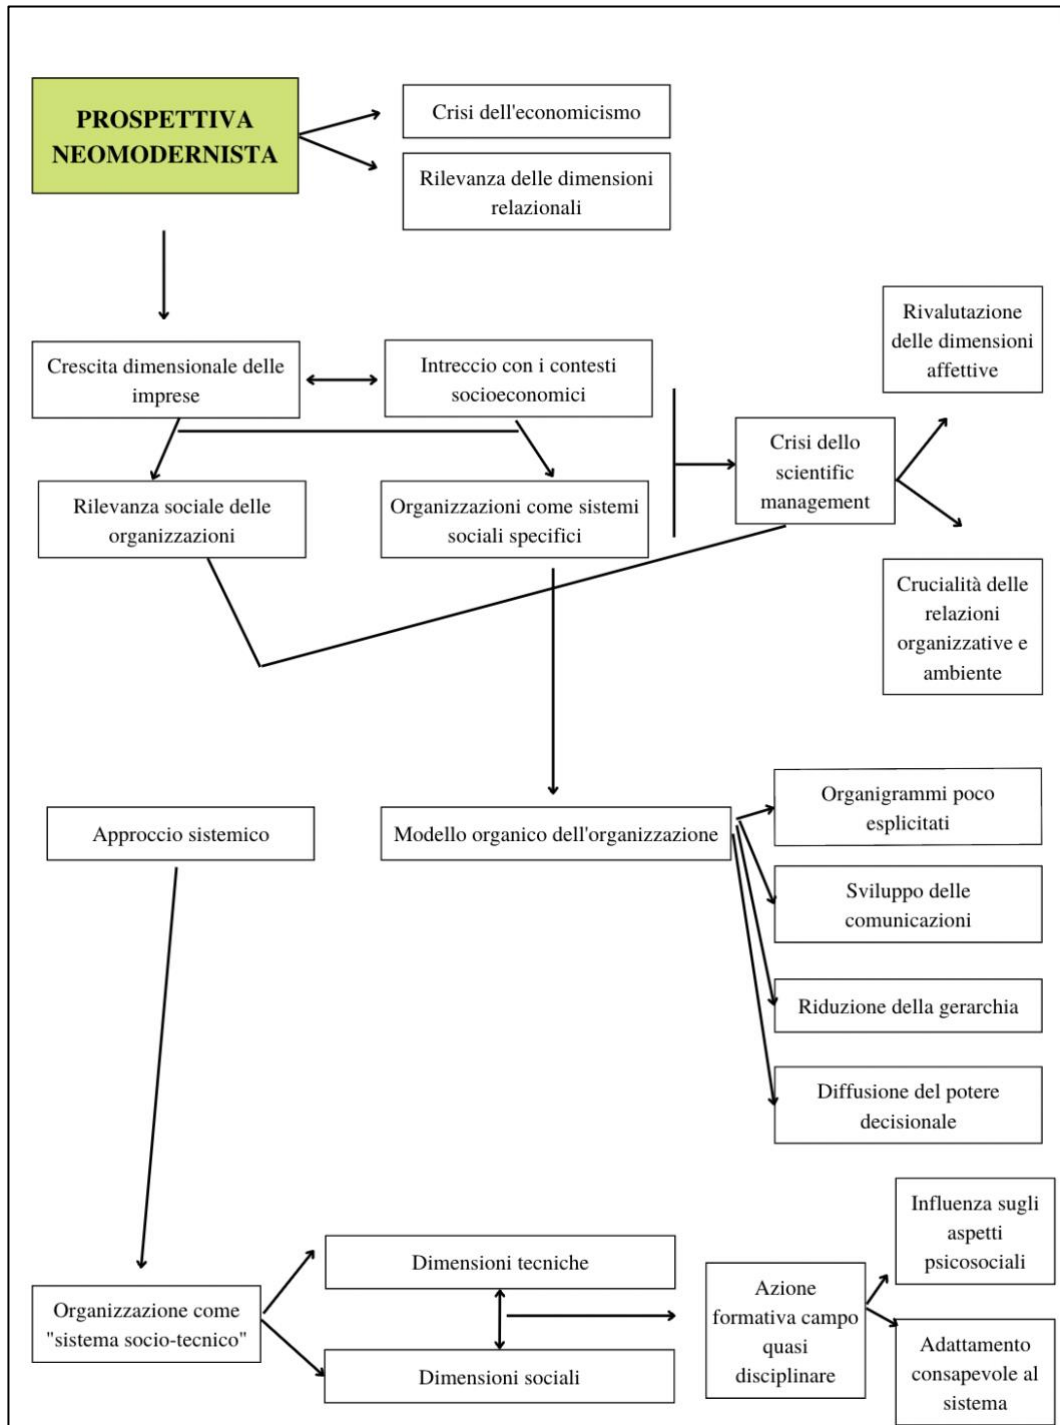 PROSPETTIVA
NEOMODERNISTA
Crisi dell'economicismo
Rilevanza delle dimensioni
relazionali
Crescita dimensionale delle
imprese
Intreccio con i contesti
socioeconomici
Rivalutazione
delle dimensioni
affettive
Crisi dello
scientific
management
Rilevanza sociale delle
organizzazioni
Organizzazioni come sistemi
sociali specifici
Crucialità delle
relazioni
organizzative e
ambiente
Approccio sistemico
Modello organico dell'organizzazione
Organigrammi poco
esplicitati
Sviluppo delle
comunicazioni
Riduzione della gerarchia
Diffusione del potere
decisionale
Organizzazione come
"sistema socio-tecnico"
Dimensioni tecniche
Dimensioni sociali
Azione
formativa campo
quasi
disciplinare
Influenza sugli
aspetti
psicosociali
Adattamento
consapevole al
sistema